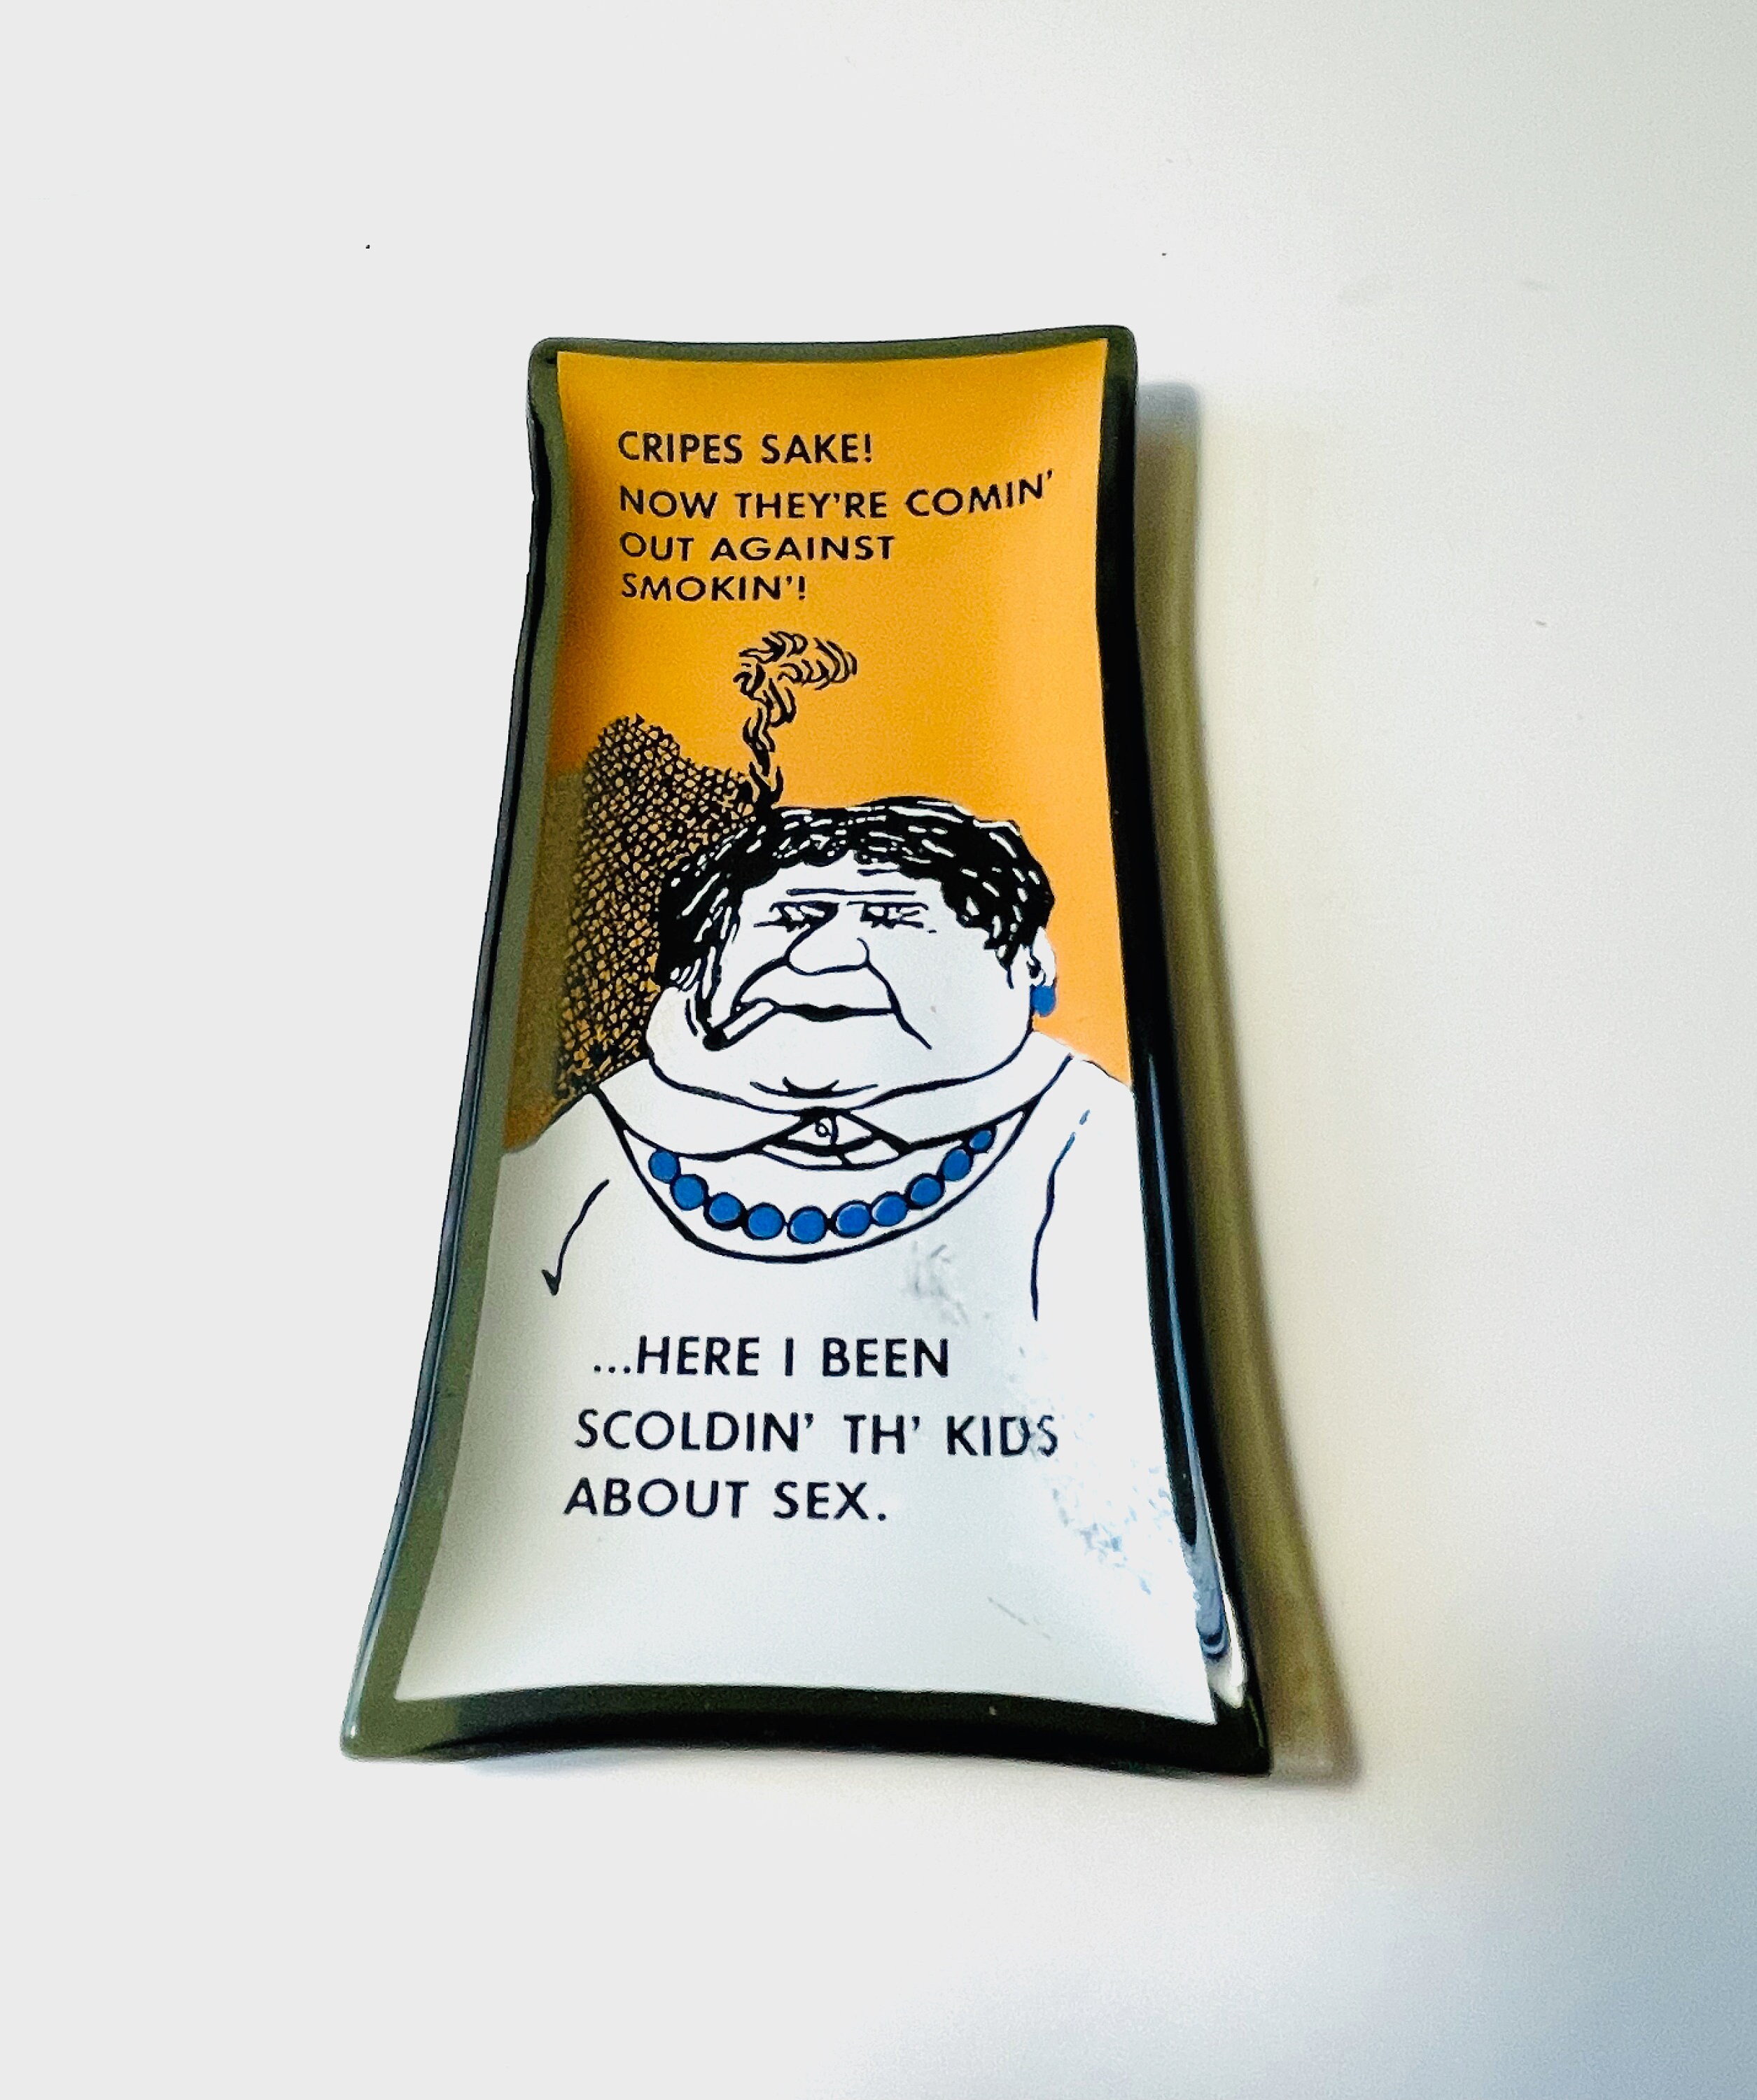 CRIPES SAKE!
NOW THEY'RE COMIN'
OUT AGAINST
SMOKIN'!
...HERE I BEEN
SCOLDIN' TH' KIDS
ABOUT SEX.